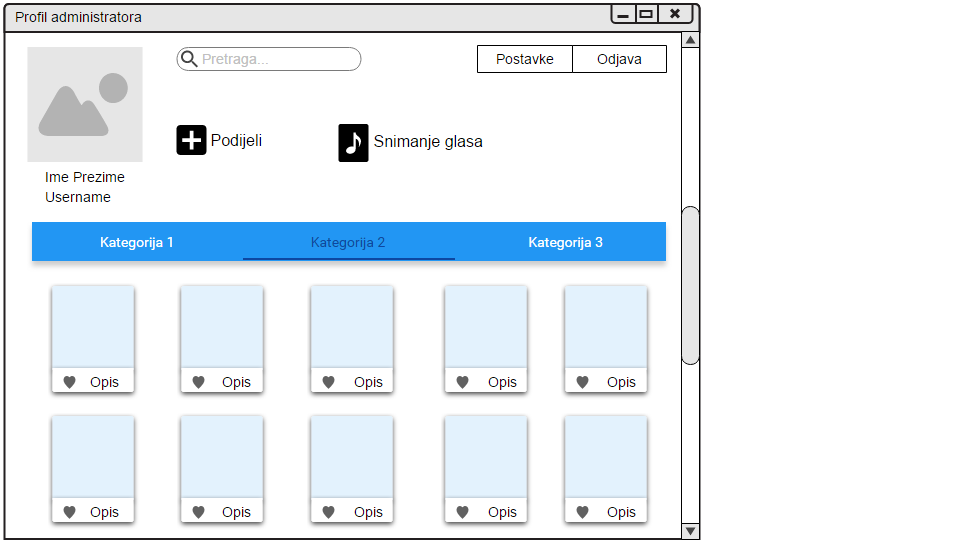 Profil administratora
Pretraga...
Postavke
Odjava
Podijeli
Snimanje glasa
Ime Prezime
Username
Kategorija 1
Kategorija 2
Kategorija 3
Opis
Opis
Opis
Opis
Opis
Opis
Opis
Opis
Opis
Opis